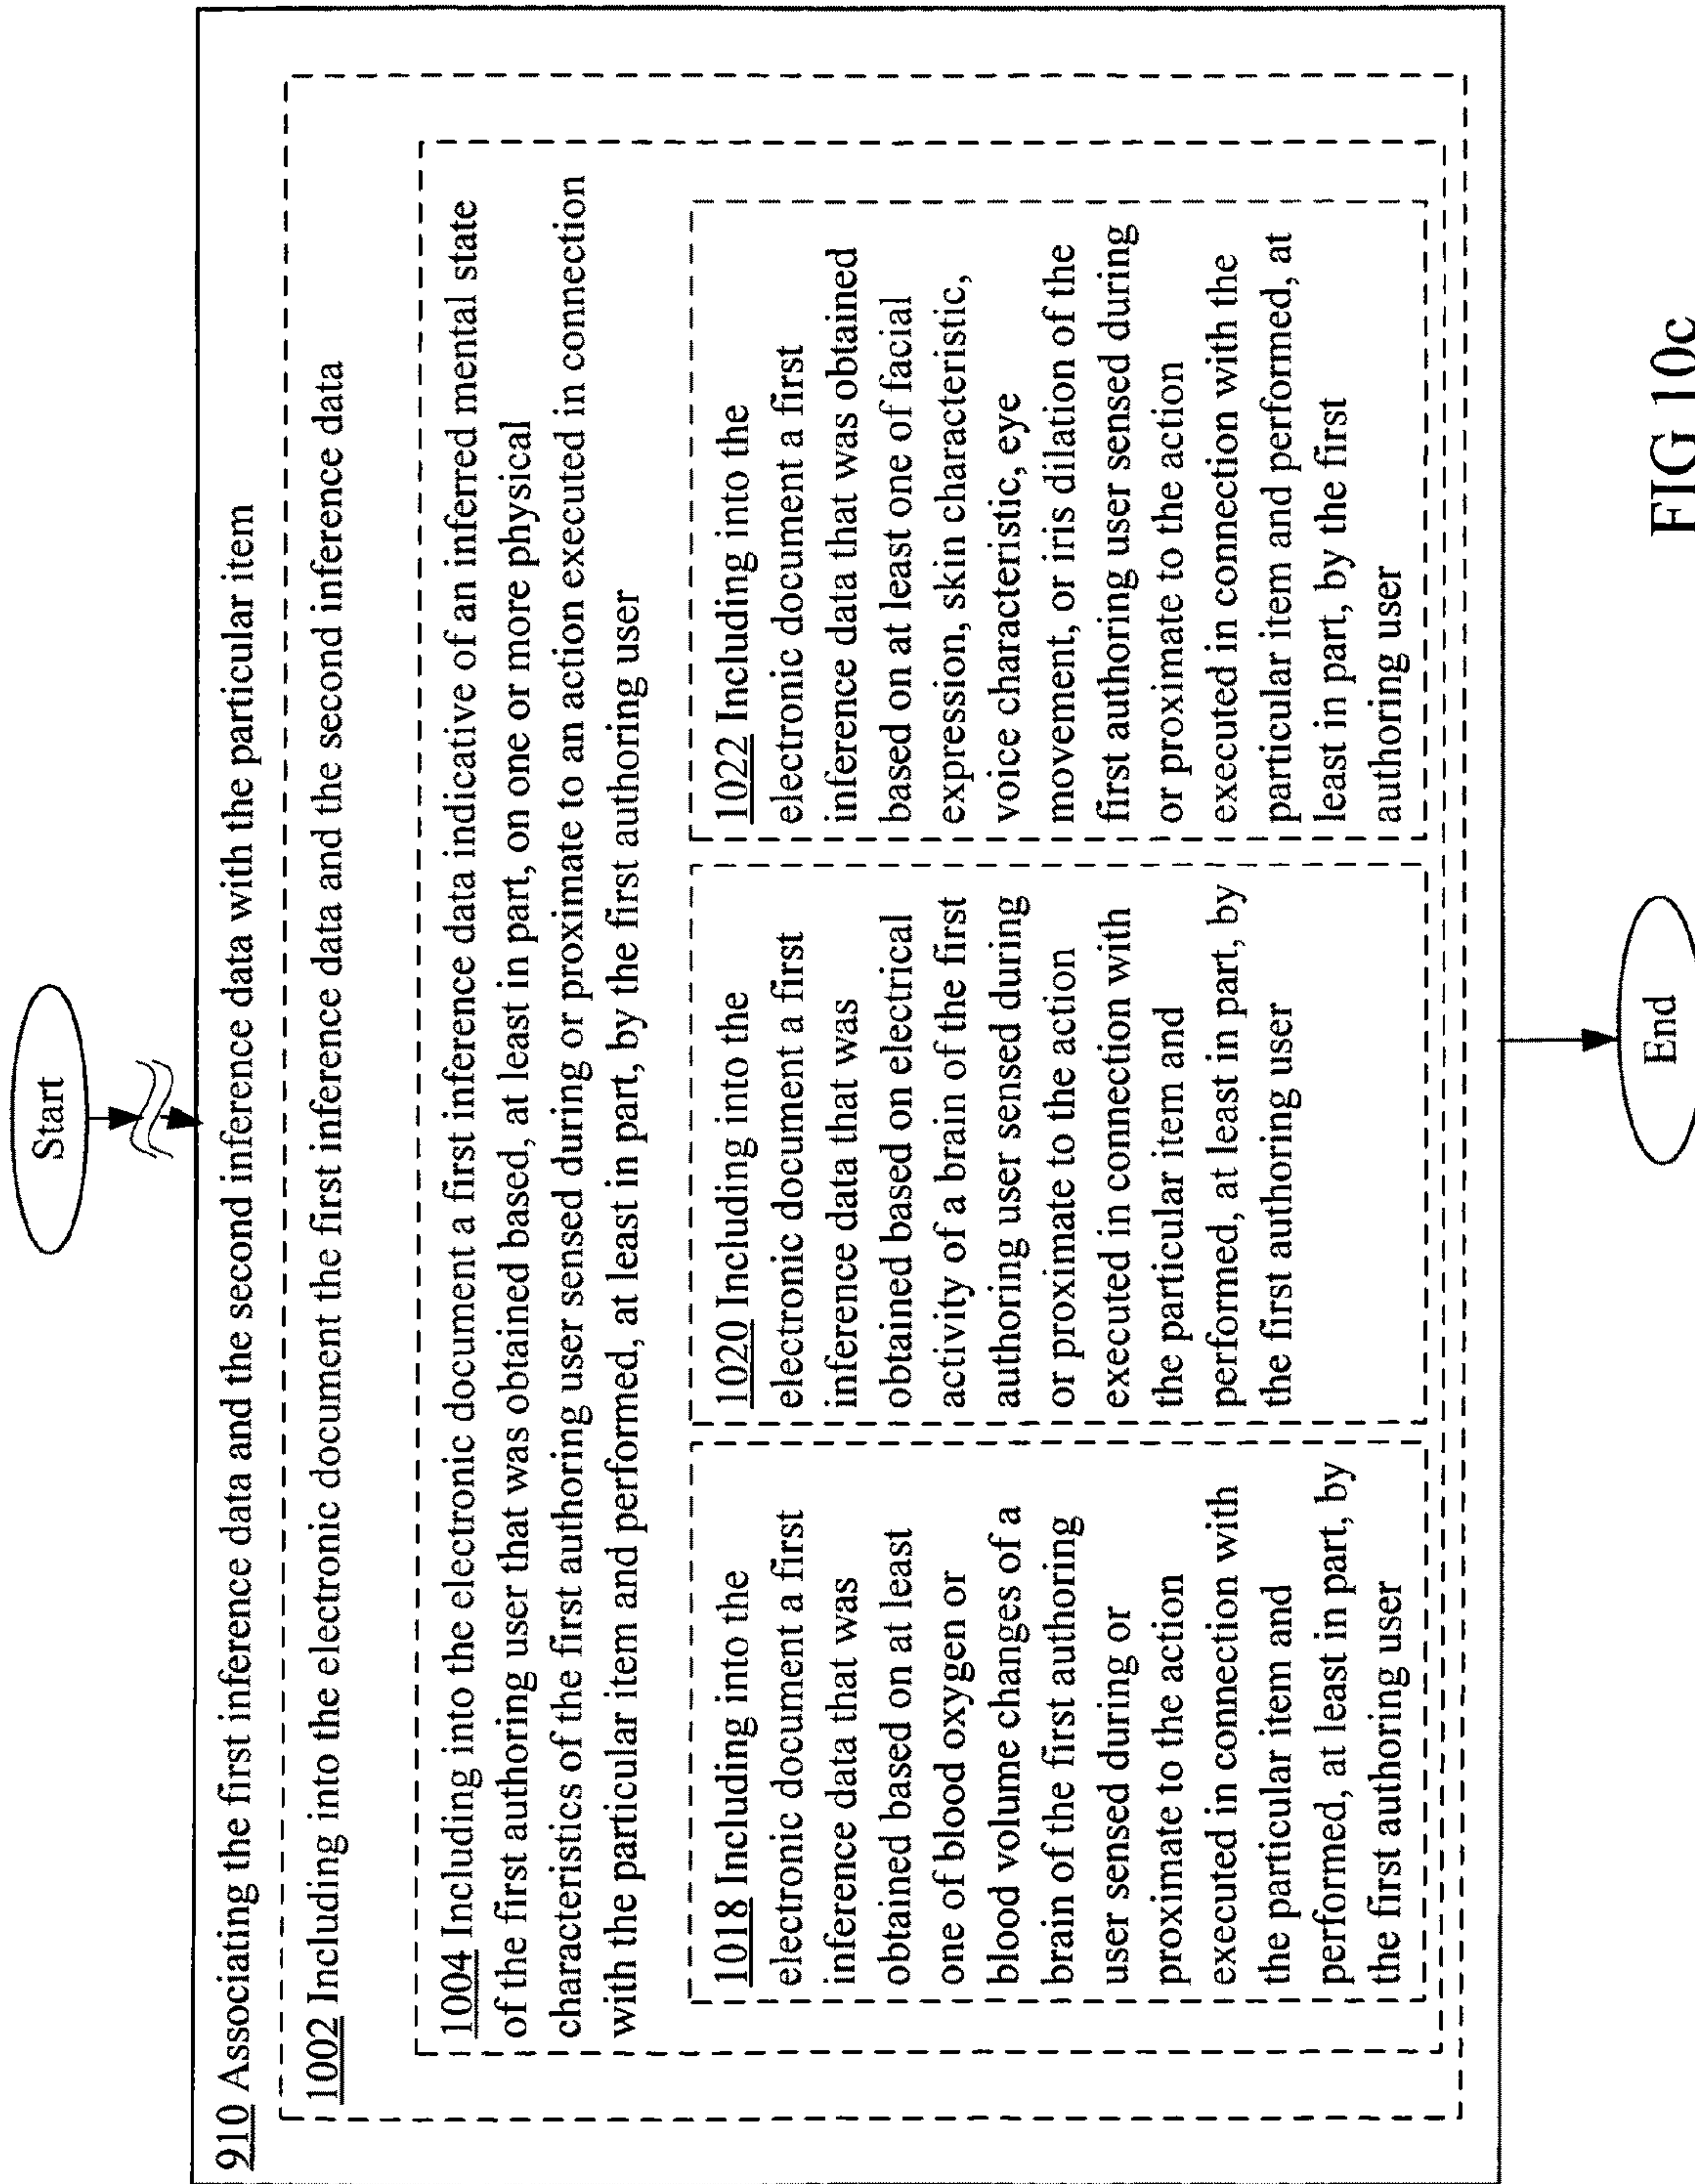 Start
910 Associating the first inference data and the second inference data with the particular item
1002 Including into the electronic document the first inference data and the second inference data
1004 Including into the electronic document a first inference data indicative of an inferred mental state
of the first authoring user that was obtained based, at least in part, on one or more physical
characteristics of the first authoring user sensed during or proximate to an action executed in connection
with the particular item and performed, at least in part, by the first authoring user
1018 Including into the
electronic document a first
inference data that was
obtained based on at least
one of blood oxygen or
blood volume changes of a
brain of the first authoring
user sensed during or
proximate to the action
executed in connection with
the particular item and
performed, at least in part, by
the first authoring user
1020 Including into the
electronic document a first
inference data that was
obtained based on electrical
activity of a brain of the first
authoring user sensed during
or proximate to the action
executed in connection with
the particular item and
performed, at least in part, by
the first authoring user
1022 Including into the
electronic document a first
inference data that was obtained
based on at least one of facial
expression, skin characteristic,
voice characteristic, eye
movement, or iris dilation of the
first authoring user sensed during
or proximate to the action
executed in connection with the
particular item and performed, at
least in part, by the first
authoring user
End
FIG 10c